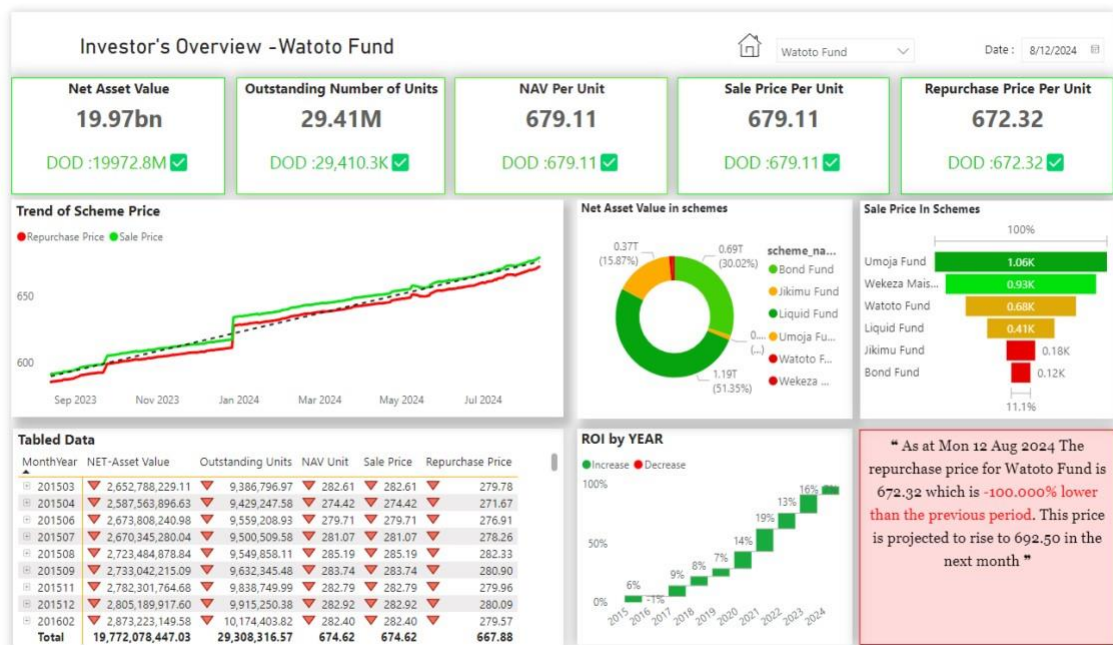 Investor's Overview -Watoto Fund
Watoto Fund
Date : 8/12/2024
Net Asset Value
19.97bn
DOD :19972.8M
Outstanding Number of Units
29.41M
DOD :29,410.3K
NAV Per Unit
679.11
DOD :679.11
Sale Price Per Unit
679.11
DOD :679.11
Repurchase Price Per Unit
672.32
DOD :672.32
Trend of Scheme Price
Repurchase Price Sale Price
650
600
Sep 2023 Nov 2023 Jan 2024 Mar 2024 May 2024 Jul 2024
Net Asset Value in schemes
0.37T
(15.87%)
0.69T
(30.02%)
0....
(...)
1.19T
(51.35%)
scheme_na...
Bond Fund
Jikimu Fund
Liquid Fund
Umoja Fu...
Watoto F...
Wekeza ...
Sale Price In Schemes
100%
Umoja Fund 1.06K
Wekeza Mais... 0.93K
Watoto Fund 0.68K
Liquid Fund 0.41K
Jikimu Fund 0.18K
Bond Fund 0.12K
11.1%
Tabled Data
MonthYear NET-Asset Value Outstanding Units NAV Unit Sale Price Repurchase Price
201503 2,652,788,229.11 9,386,796.97 282.61 282.61 279.78
201504 2,587,563,896.63 9,429,247.58 274.42 274.42 271.67
201506 2,673,808,240.98 9,559,208.93 279.71 279.71 276.91
201507 2,670,345,280.04 9,500,509.58 281.07 281.07 278.26
201508 2,723,484,878.84 9,549,858.11 285.19 285.19 282.33
201509 2,733,042,215.09 9,632,345.48 283.74 283.74 280.90
201511 2,782,301,764.68 9,838,749.99 282.79 282.79 279.96
201512 2,805,189,917.60 9,915,250.38 282.92 282.92 280.09
201602 2,873,223,149.58 10,174,403.82 282.40 282.40 279.57
Total 19,772,078,447.03 29,308,316.57 674.62 674.62 667.88
ROI by YEAR
Increase Decrease
100%
50%
0%
6% -1% 9% 8% 7% 14% 19% 13% 16%
2015 2016 2017 2018 2019 2020 2021 2022 2023 2024
❝ As at Mon 12 Aug 2024 The
repurchase price for Watoto Fund is
672.32 which is -100.000% lower
than the previous period. This price
is projected to rise to 692.50 in the
next month ❞